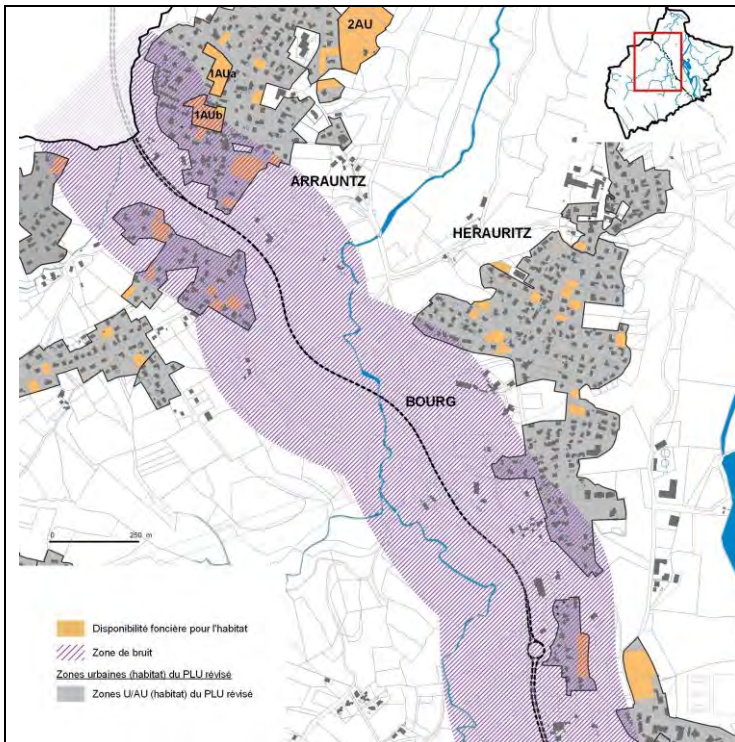 2AU
1AUa
1AUb
ARRAUNTZ
HERAURITZ
BOURG
0 250 m
Disponibilité foncière pour l'habitat
Zone de bruit
Zones urbaines (habitat) du PLU révisé
Zones U/AU (habitat) du PLU révisé